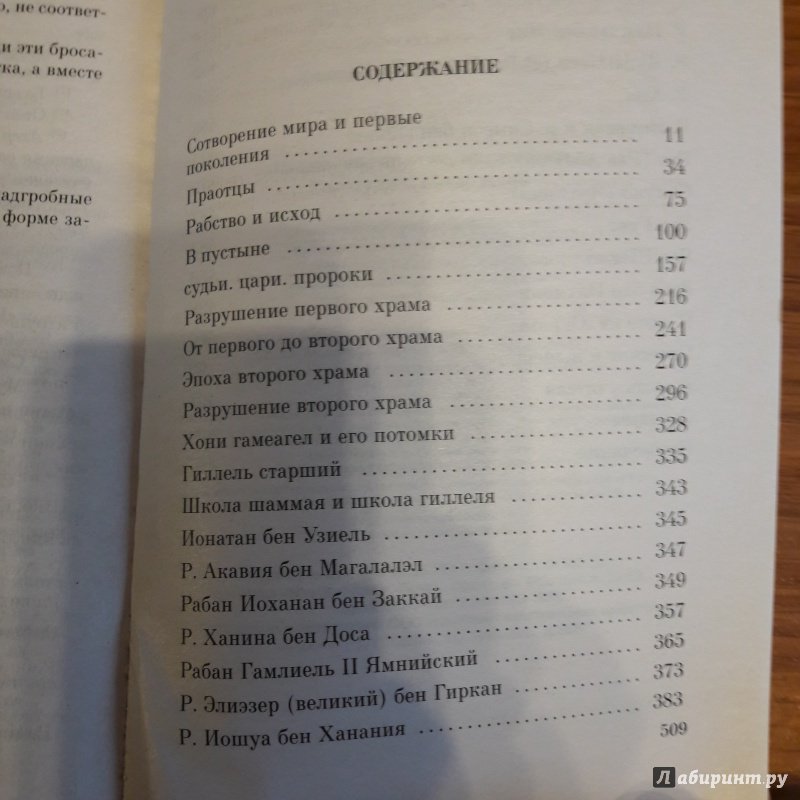 о, не соответ-
и эти броса-
ка, а вместе
адгробные
форме за-
СОДЕРЖАНИЕ
Сотворение мира и первые
поколения .......... 11
Праотцы .......... 34
Рабство и исход .......... 75
В пустыне .......... 100
судьи. цари. пророки .......... 157
Разрушение первого храма .......... 216
От первого до второго храма .......... 241
Эпоха второго храма .......... 270
Разрушение второго храма .......... 296
Хони гамеагел и его потомки .......... 328
Гиллель старший .......... 335
Школа шаммая и школа гиллеля .......... 343
Ионатан бен Узиель .......... 345
Р. Акавия бен Магалалэл .......... 347
Рабан Иоханан бен Заккай .......... 349
Р. Ханина бен Доса .......... 357
Рабан Гамлиель II Ямнийский .......... 365
Р. Элиэзер (великий) бен Гиркан .......... 373
Р. Иошуа бен Ханания .......... 383
509
Лабиринт.ру